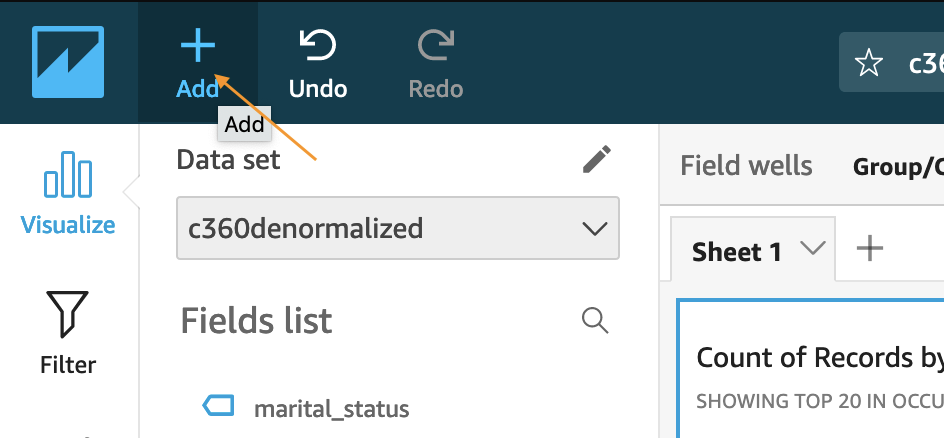 Add
Undo
Redo
Add
Data set
c360denormalized
Visualize
Fields list
Filter
marital_status
Field wells
Group/
Sheet 1
Count of Records by
SHOWING TOP 20 IN OCCU